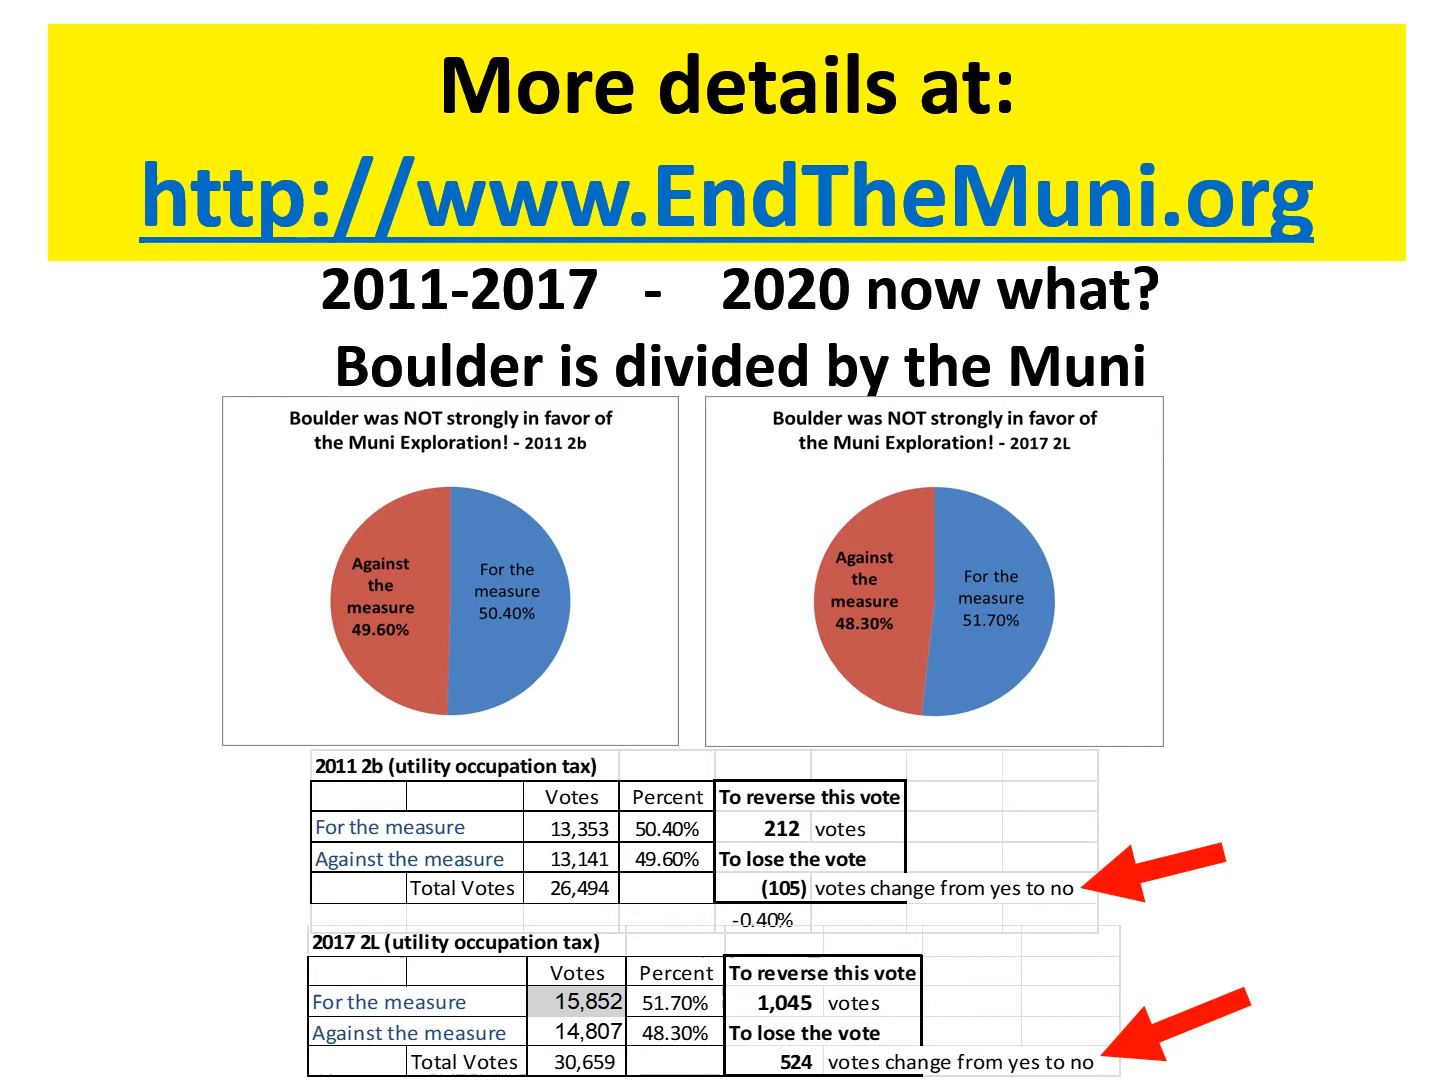 More details at:
http://www.EndTheMuni.org
2011-2017 - 2020 now what?
Boulder is divided by the Muni
Boulder was NOT strongly in favor of
the Muni Exploration! - 2011 2b
Against
the
measure
49.60%
For the
measure
50.40%
Boulder was NOT strongly in favor of
the Muni Exploration! - 2017 2L
Against
the
measure
48.30%
For the
measure
51.70%
2011 2b (utility occupation tax)
Votes Percent To reverse this vote
For the measure 13,353 50.40% 212 votes
Against the measure 13,141 49.60% To lose the vote
Total Votes 26,494 (105) votes change from yes to no
-0.40%
2017 2L (utility occupation tax)
Votes Percent To reverse this vote
For the measure 15,852 51.70% 1,045 votes
Against the measure 14,807 48.30% To lose the vote
Total Votes 30,659 524 votes change from yes to no